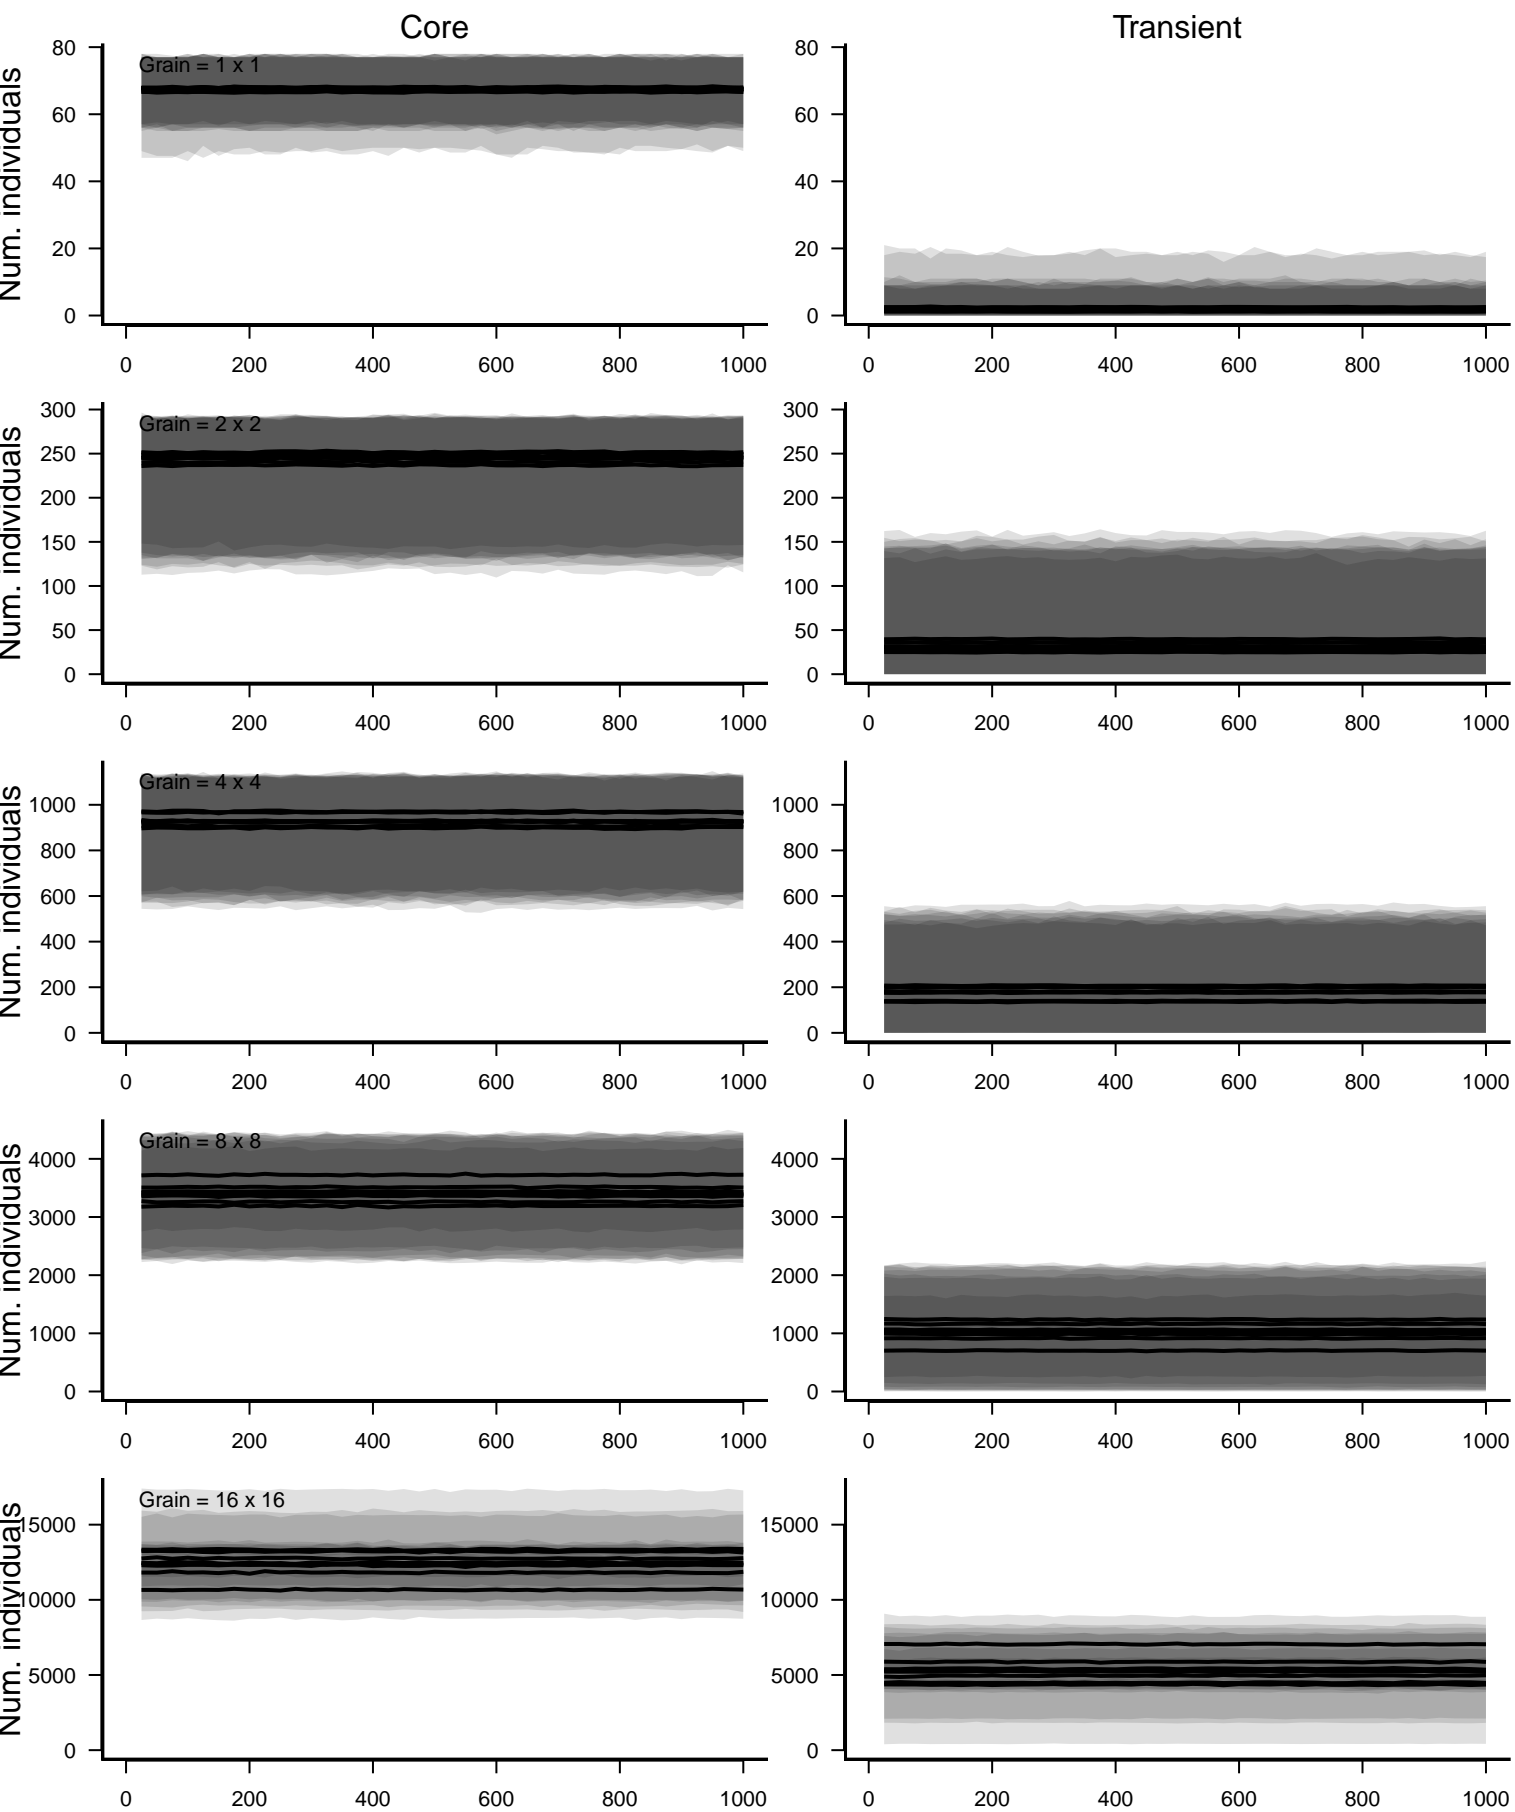 Core Transient
Num. individuals
Grain = 1 x 1
80 80
60 60
40 40
20 20
0 0
0 200 400 600 800 1000 0 200 400 600 800 1000
Num. individuals
Grain = 2 x 2
300 300
250 250
200 200
150 150
100 100
50 50
0 0
0 200 400 600 800 1000 0 200 400 600 800 1000
Num. individuals
Grain = 4 x 4
1000 1000
800 800
600 600
400 400
200 200
0 0
0 200 400 600 800 1000 0 200 400 600 800 1000
Num. individuals
Grain = 8 x 8
4000 4000
3000 3000
2000 2000
1000 1000
0 0
0 200 400 600 800 1000 0 200 400 600 800 1000
Num. individuals
Grain = 16 x 16
15000 15000
10000 10000
5000 5000
0 0
0 200 400 600 800 1000 0 200 400 600 800 1000